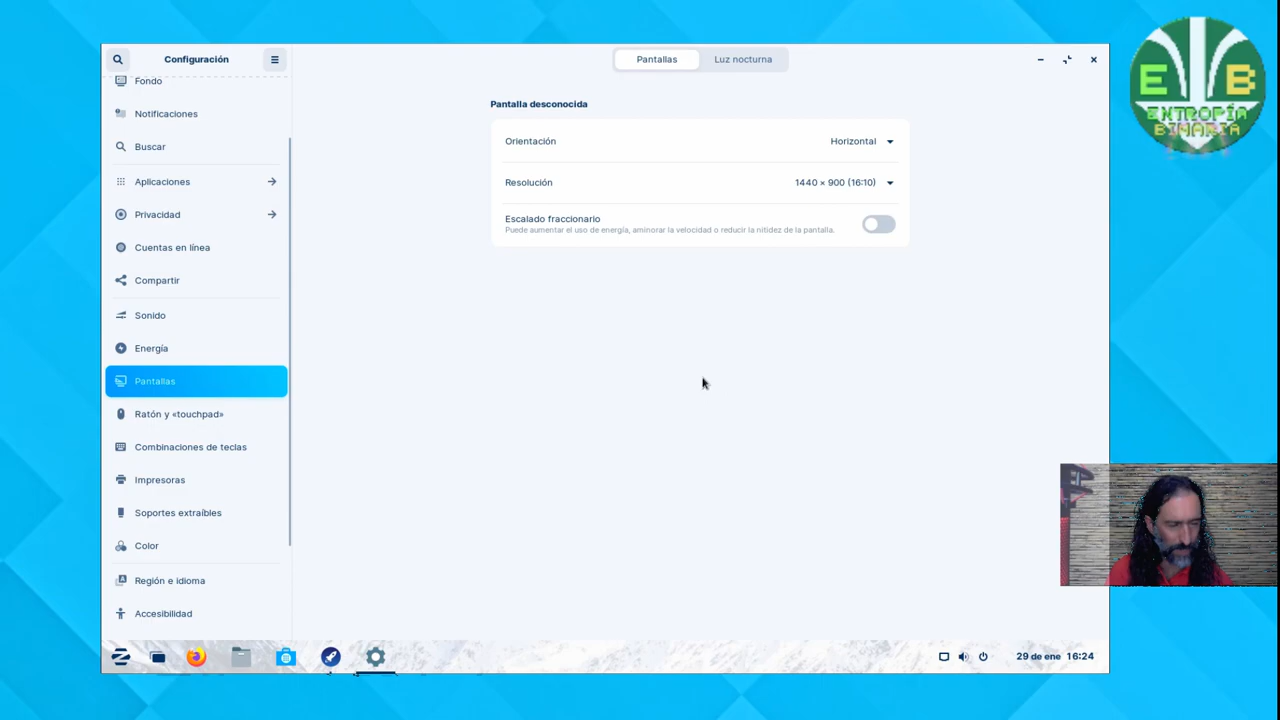 Configuración
Pantallas
Luz nocturna
Fondo
Notificaciones
Buscar
Aplicaciones
Privacidad
Cuentas en línea
Compartir
Sonido
Energía
Pantallas
Ratón y «touchpad»
Combinaciones de teclas
Impresoras
Soportes extraíbles
Color
Región e idioma
Accesibilidad
Pantalla desconocida
Orientación
Horizontal
Resolución
1440 × 900 (16:10)
Escalado fraccionario
Puede aumentar el uso de energía, aminorar la velocidad o reducir la nitidez de la pantalla.
29 de ene 16:24
E B
ENTROPÍA
BINARIA